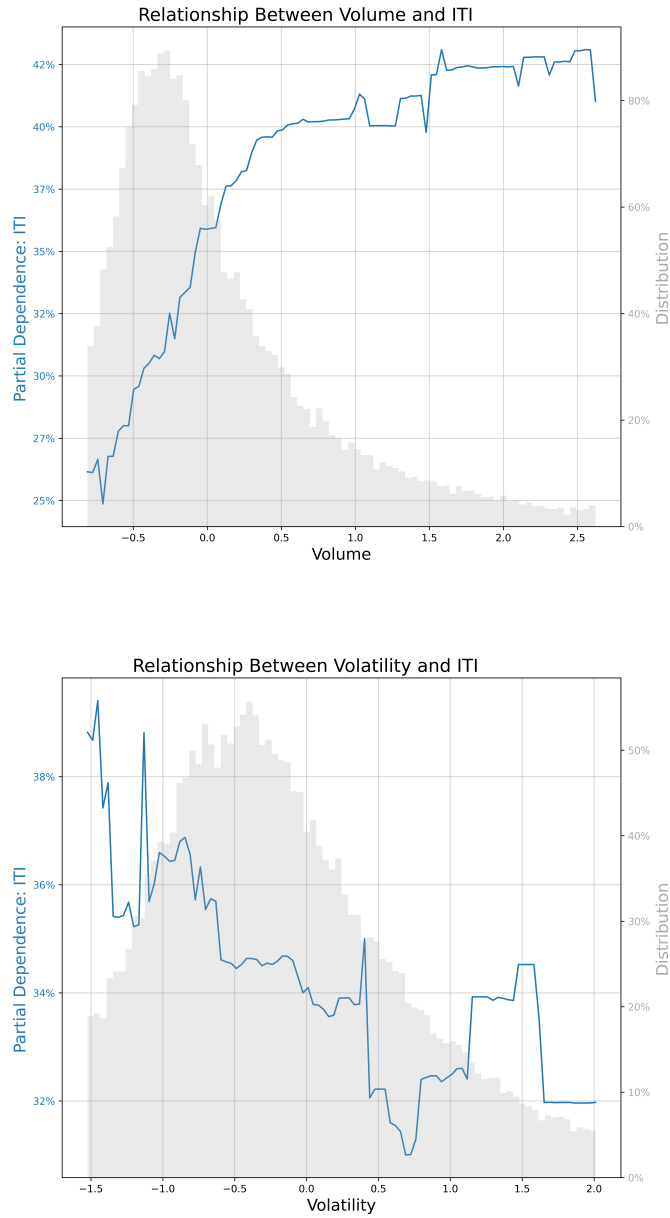 Relationship Between Volume and ITI
Partial Dependence: ITI
42%
40%
37%
35%
32%
30%
27%
25%
80%
60%
40%
20%
0%
Distribution
−0.5 0.0 0.5 1.0 1.5 2.0 2.5
Volume
Relationship Between Volatility and ITI
Partial Dependence: ITI
38%
36%
34%
32%
50%
40%
30%
20%
10%
0%
Distribution
−1.5 −1.0 −0.5 0.0 0.5 1.0 1.5 2.0
Volatility